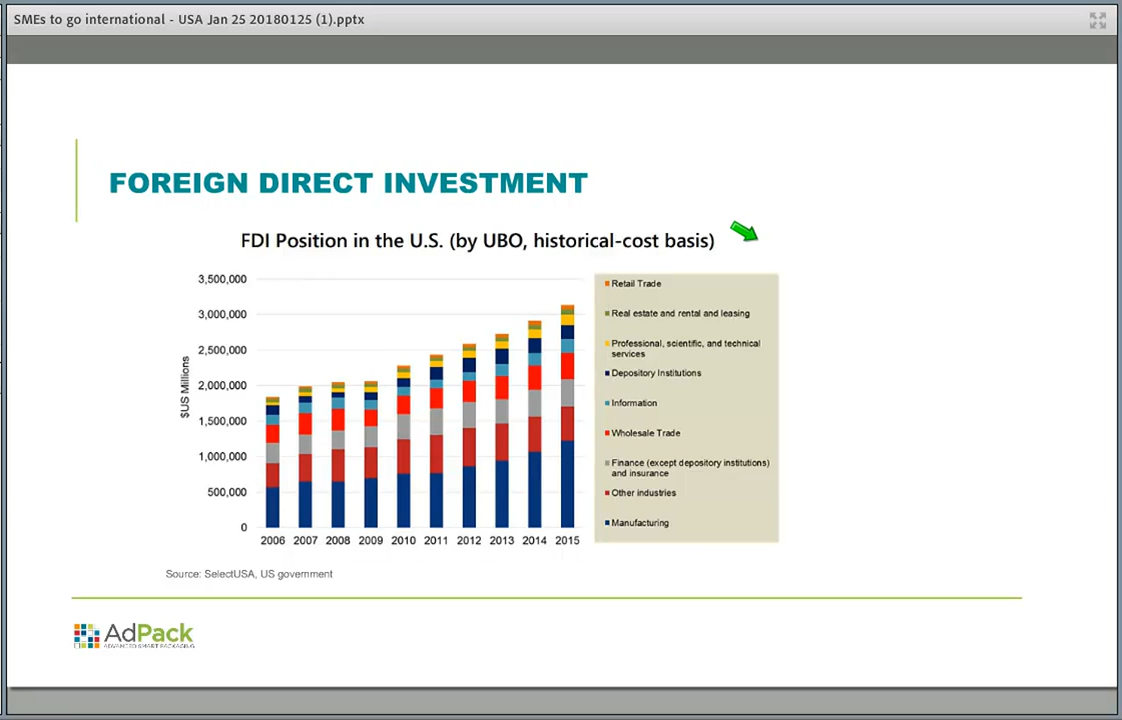 SMEs to go international - USA Jan 25 20180125 (1).pptx
FOREIGN DIRECT INVESTMENT
FDI Position in the U.S. (by UBO, historical-cost basis)
$US Millions
3,500,000
3,000,000
2,500,000
2,000,000
1,500,000
1,000,000
500,000
0
2006 2007 2008 2009 2010 2011 2012 2013 2014 2015
Retail Trade
Real estate and rental and leasing
Professional, scientific, and technical
services
Depository Institutions
Information
Wholesale Trade
Finance (except depository institutions)
and insurance
Other industries
Manufacturing
Source: SelectUSA, US government
AdPack
ADVANCED SMART PACKAGING